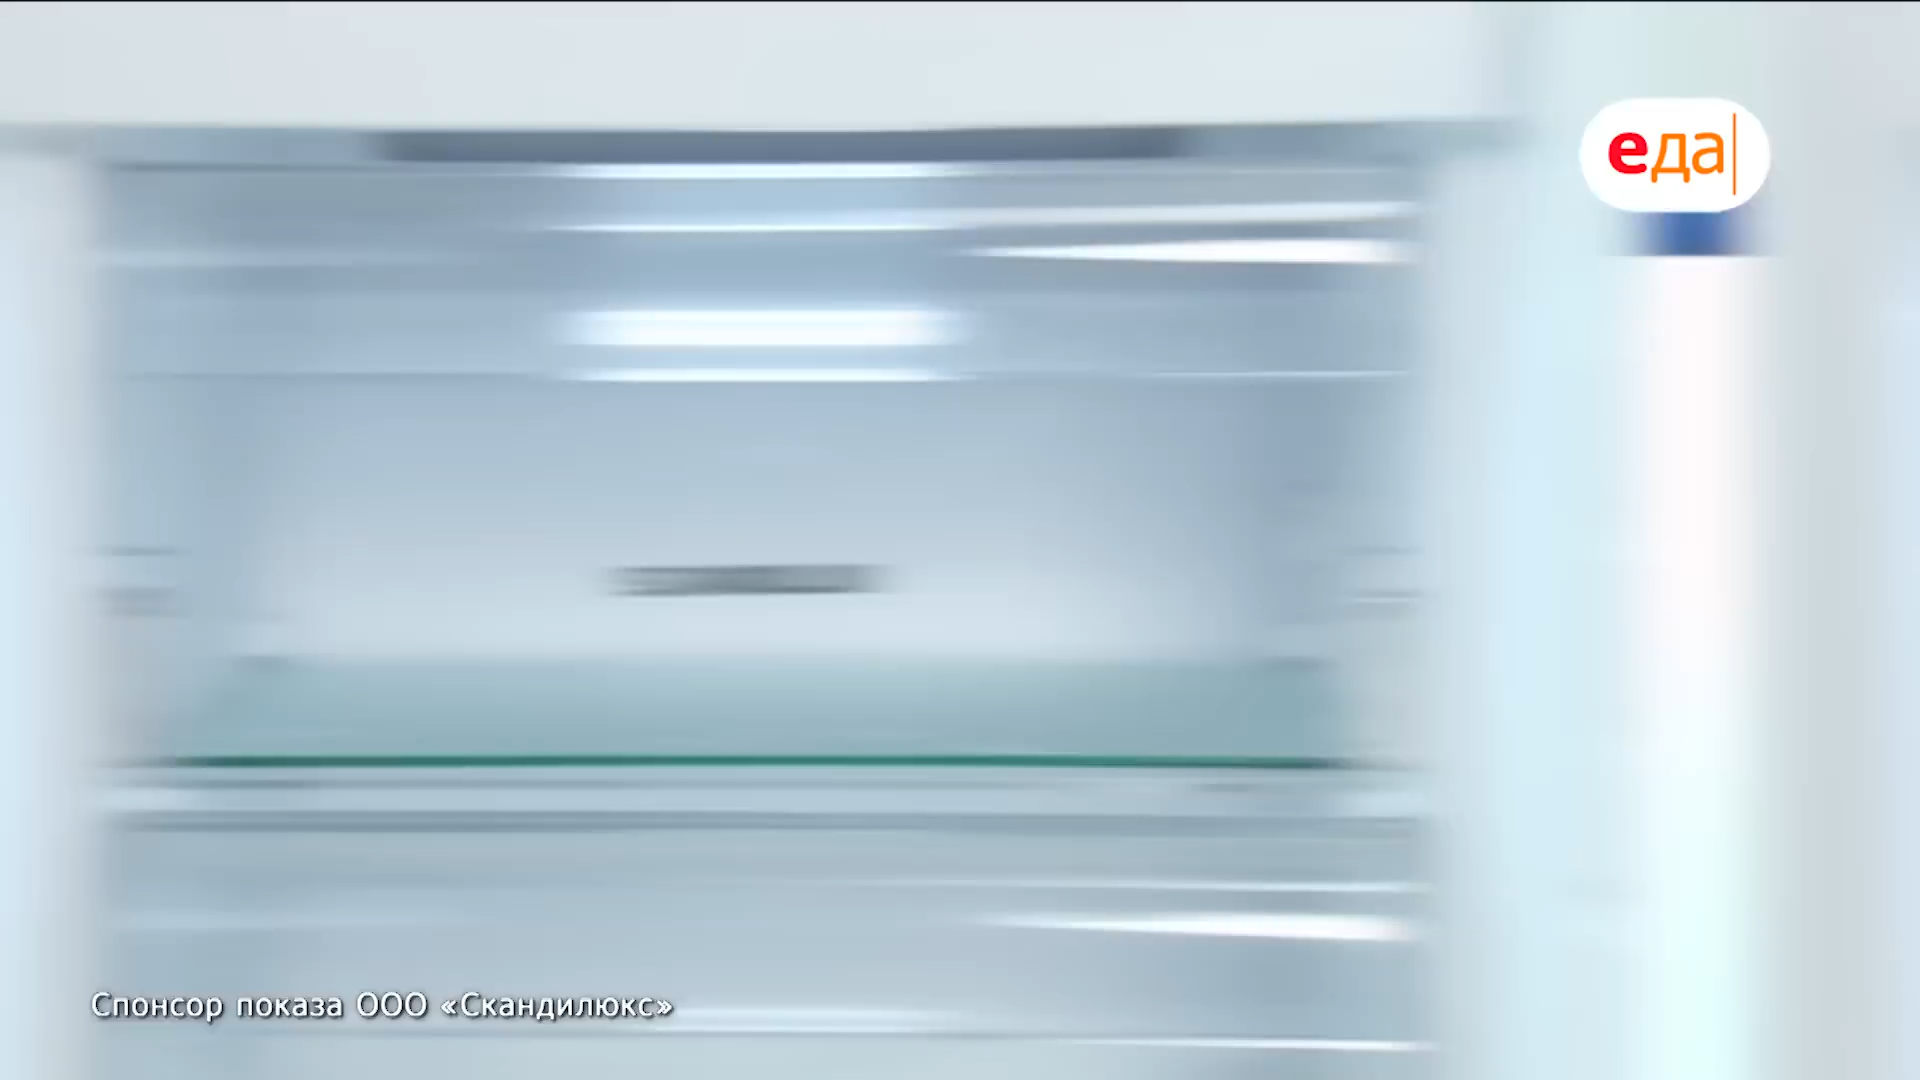 еда
Спонсор показа ООО «Скандилюкс»